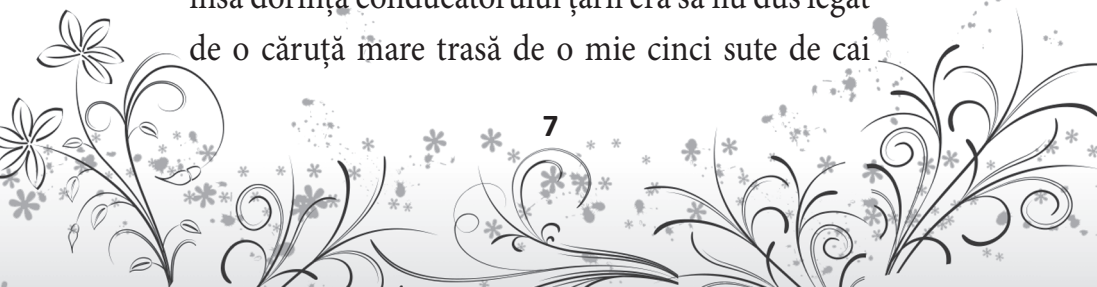 însă dorința conducătorului țării era să nu dus legat
de o căruță mare trasă de o mie cinci sute de cai
7